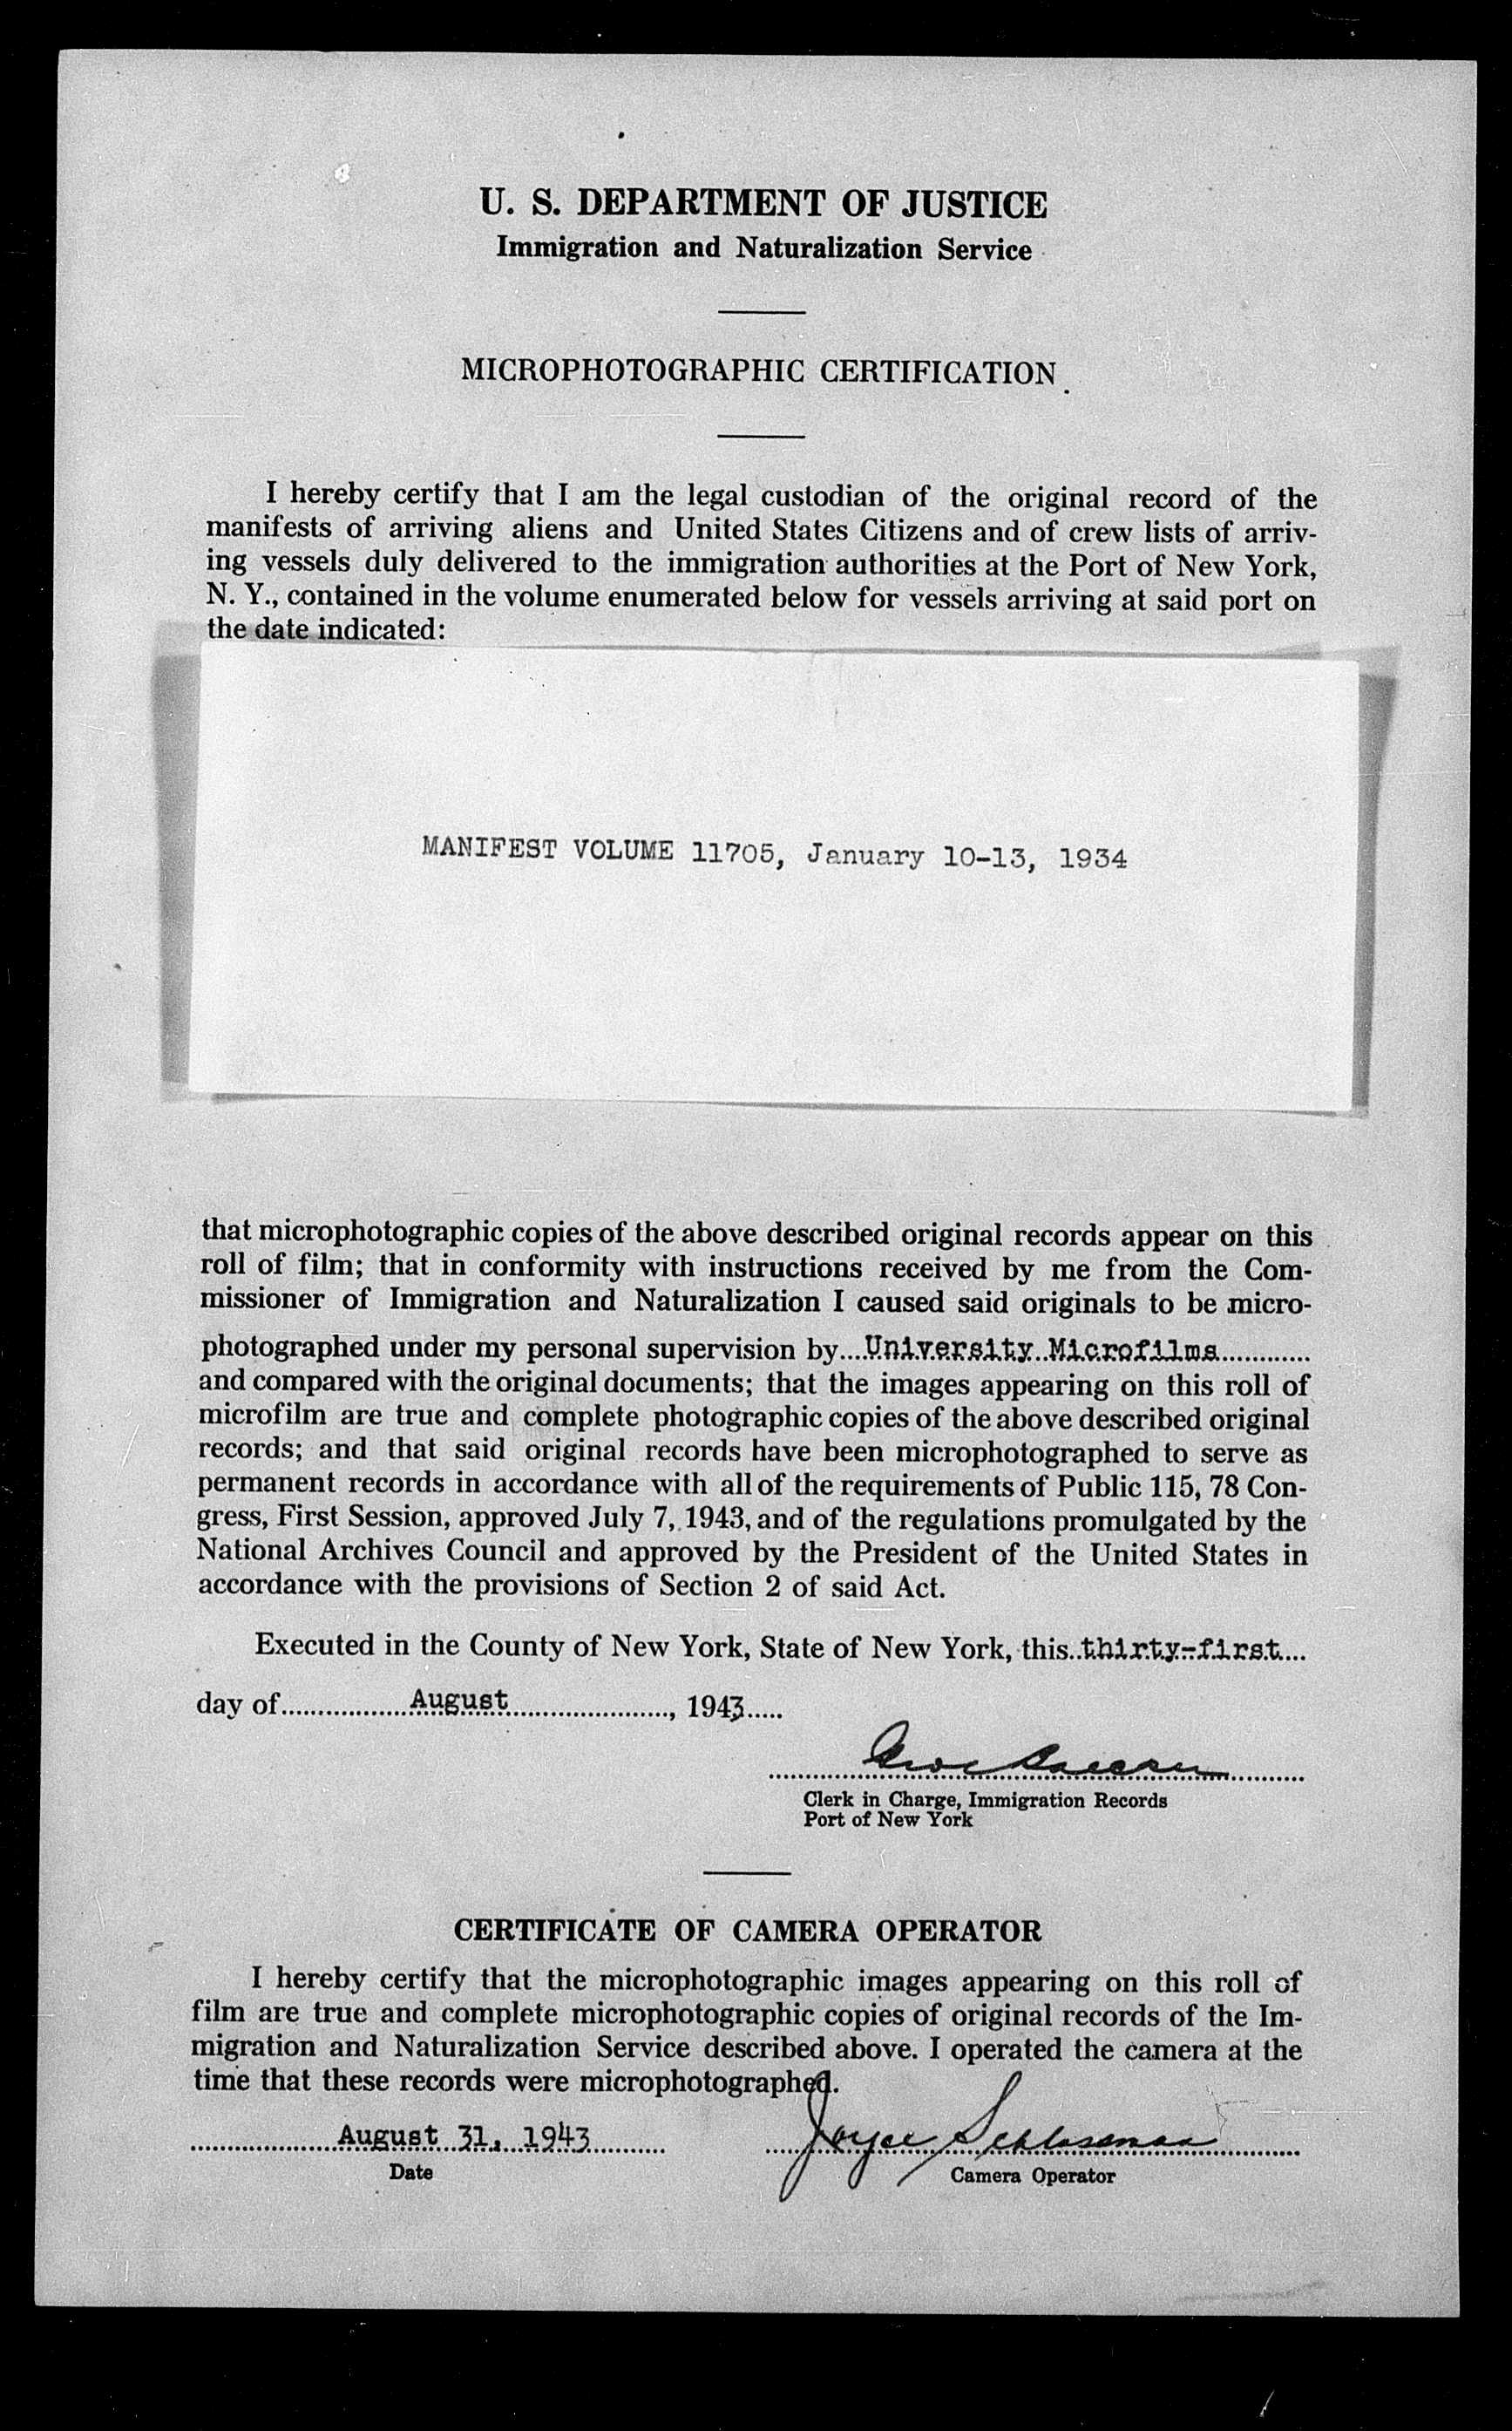 U. S. DEPARTMENT OF JUSTICE
Immigration and Naturalization Service
MICROPHOTOGRAPHIC CERTIFICATION
I hereby certify that I am the legal custodian of the original record of the
manifests of arriving aliens and United States Citizens and of crew lists of arriv-
ing vessels duly delivered to the immigration authorities at the Port of New York,
N. Y., contained in the volume enumerated below for vessels arriving at said port on
the date indicated:
MANIFEST VOLUME 11705, January 10-13, 1934
that microphotographic copies of the above described original records appear on this
roll of film; that in conformity with instructions received by me from the Com-
missioner of Immigration and Naturalization I caused said originals to be micro-
photographed under my personal supervision by....University Microfilms............
and compared with the original documents; that the images appearing on this roll of
microfilm are true and complete photographic copies of the above described original
records; and that said original records have been microphotographed to serve as
permanent records in accordance with all of the requirements of Public 115, 78 Con-
gress, First Session, approved July 7, 1943, and of the regulations promulgated by the
National Archives Council and approved by the President of the United States in
accordance with the provisions of Section 2 of said Act.
Executed in the County of New York, State of New York, this..thirty-first...
day of..................August......................, 1943.....
Clerk in Charge, Immigration Records
Port of New York
CERTIFICATE OF CAMERA OPERATOR
I hereby certify that the microphotographic images appearing on this roll of
film are true and complete microphotographic copies of original records of the Im-
migration and Naturalization Service described above. I operated the camera at the
time that these records were microphotographed.
August 31, 1943
Joyce Schlossman
Date
Camera Operator